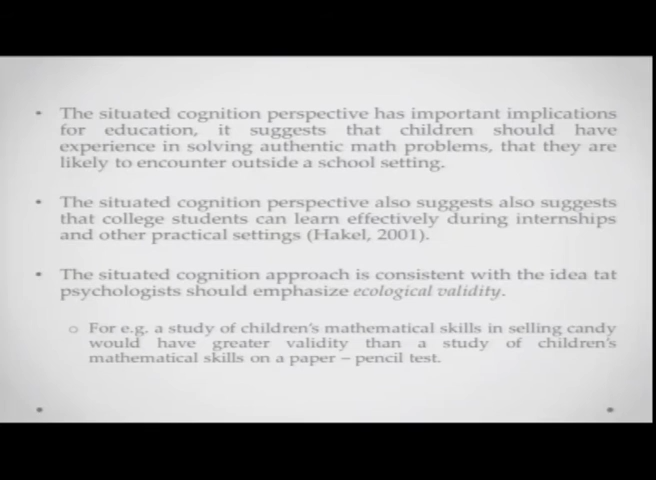 • The situated cognition perspective has important implications
for education, it suggests that children should have
experience in solving authentic math problems, that they are
likely to encounter outside a school setting.
• The situated cognition perspective also suggests also suggests
that college students can learn effectively during internships
and other practical settings (Hakel, 2001).
• The situated cognition approach is consistent with the idea tat
psychologists should emphasize ecological validity.
o For e.g. a study of children's mathematical skills in selling candy
would have greater validity than a study of children's
mathematical skills on a paper – pencil test.